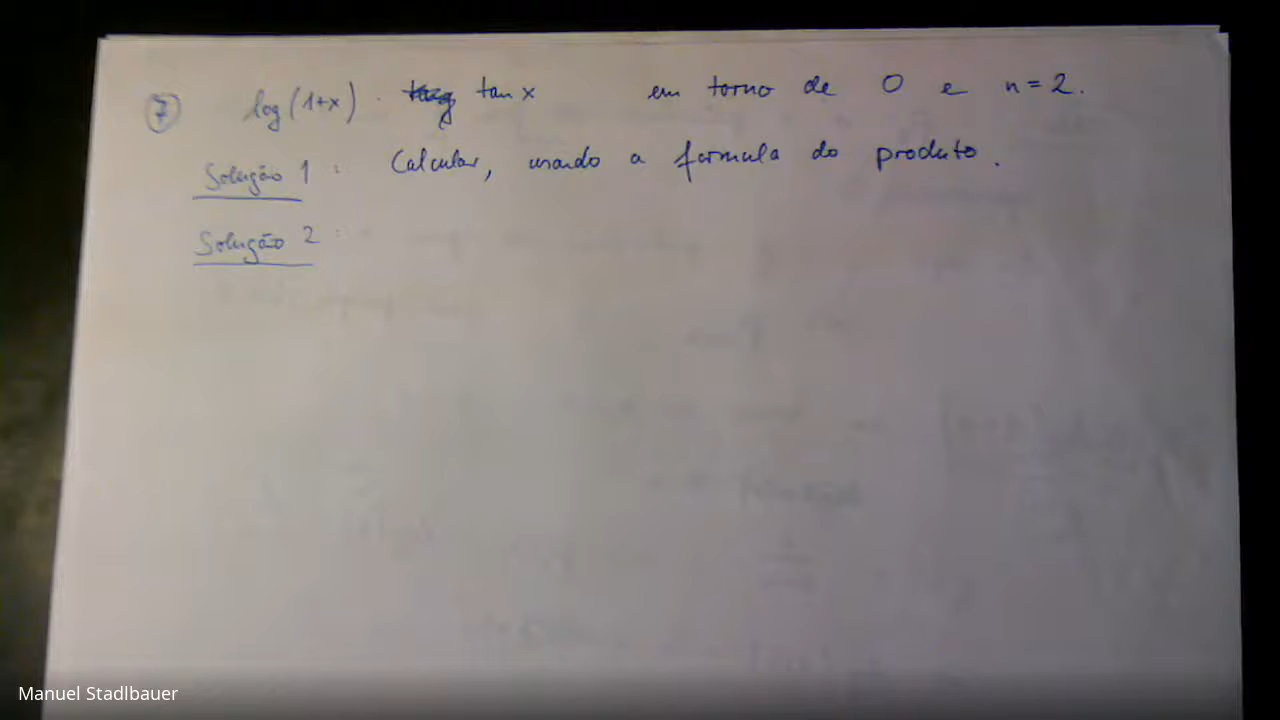 7 log(1+x) · tan x em torno de 0 e n=2.
Solução 1 : Calcular, usando a formula do produto.
Solução 2 :
Manuel Stadlbauer